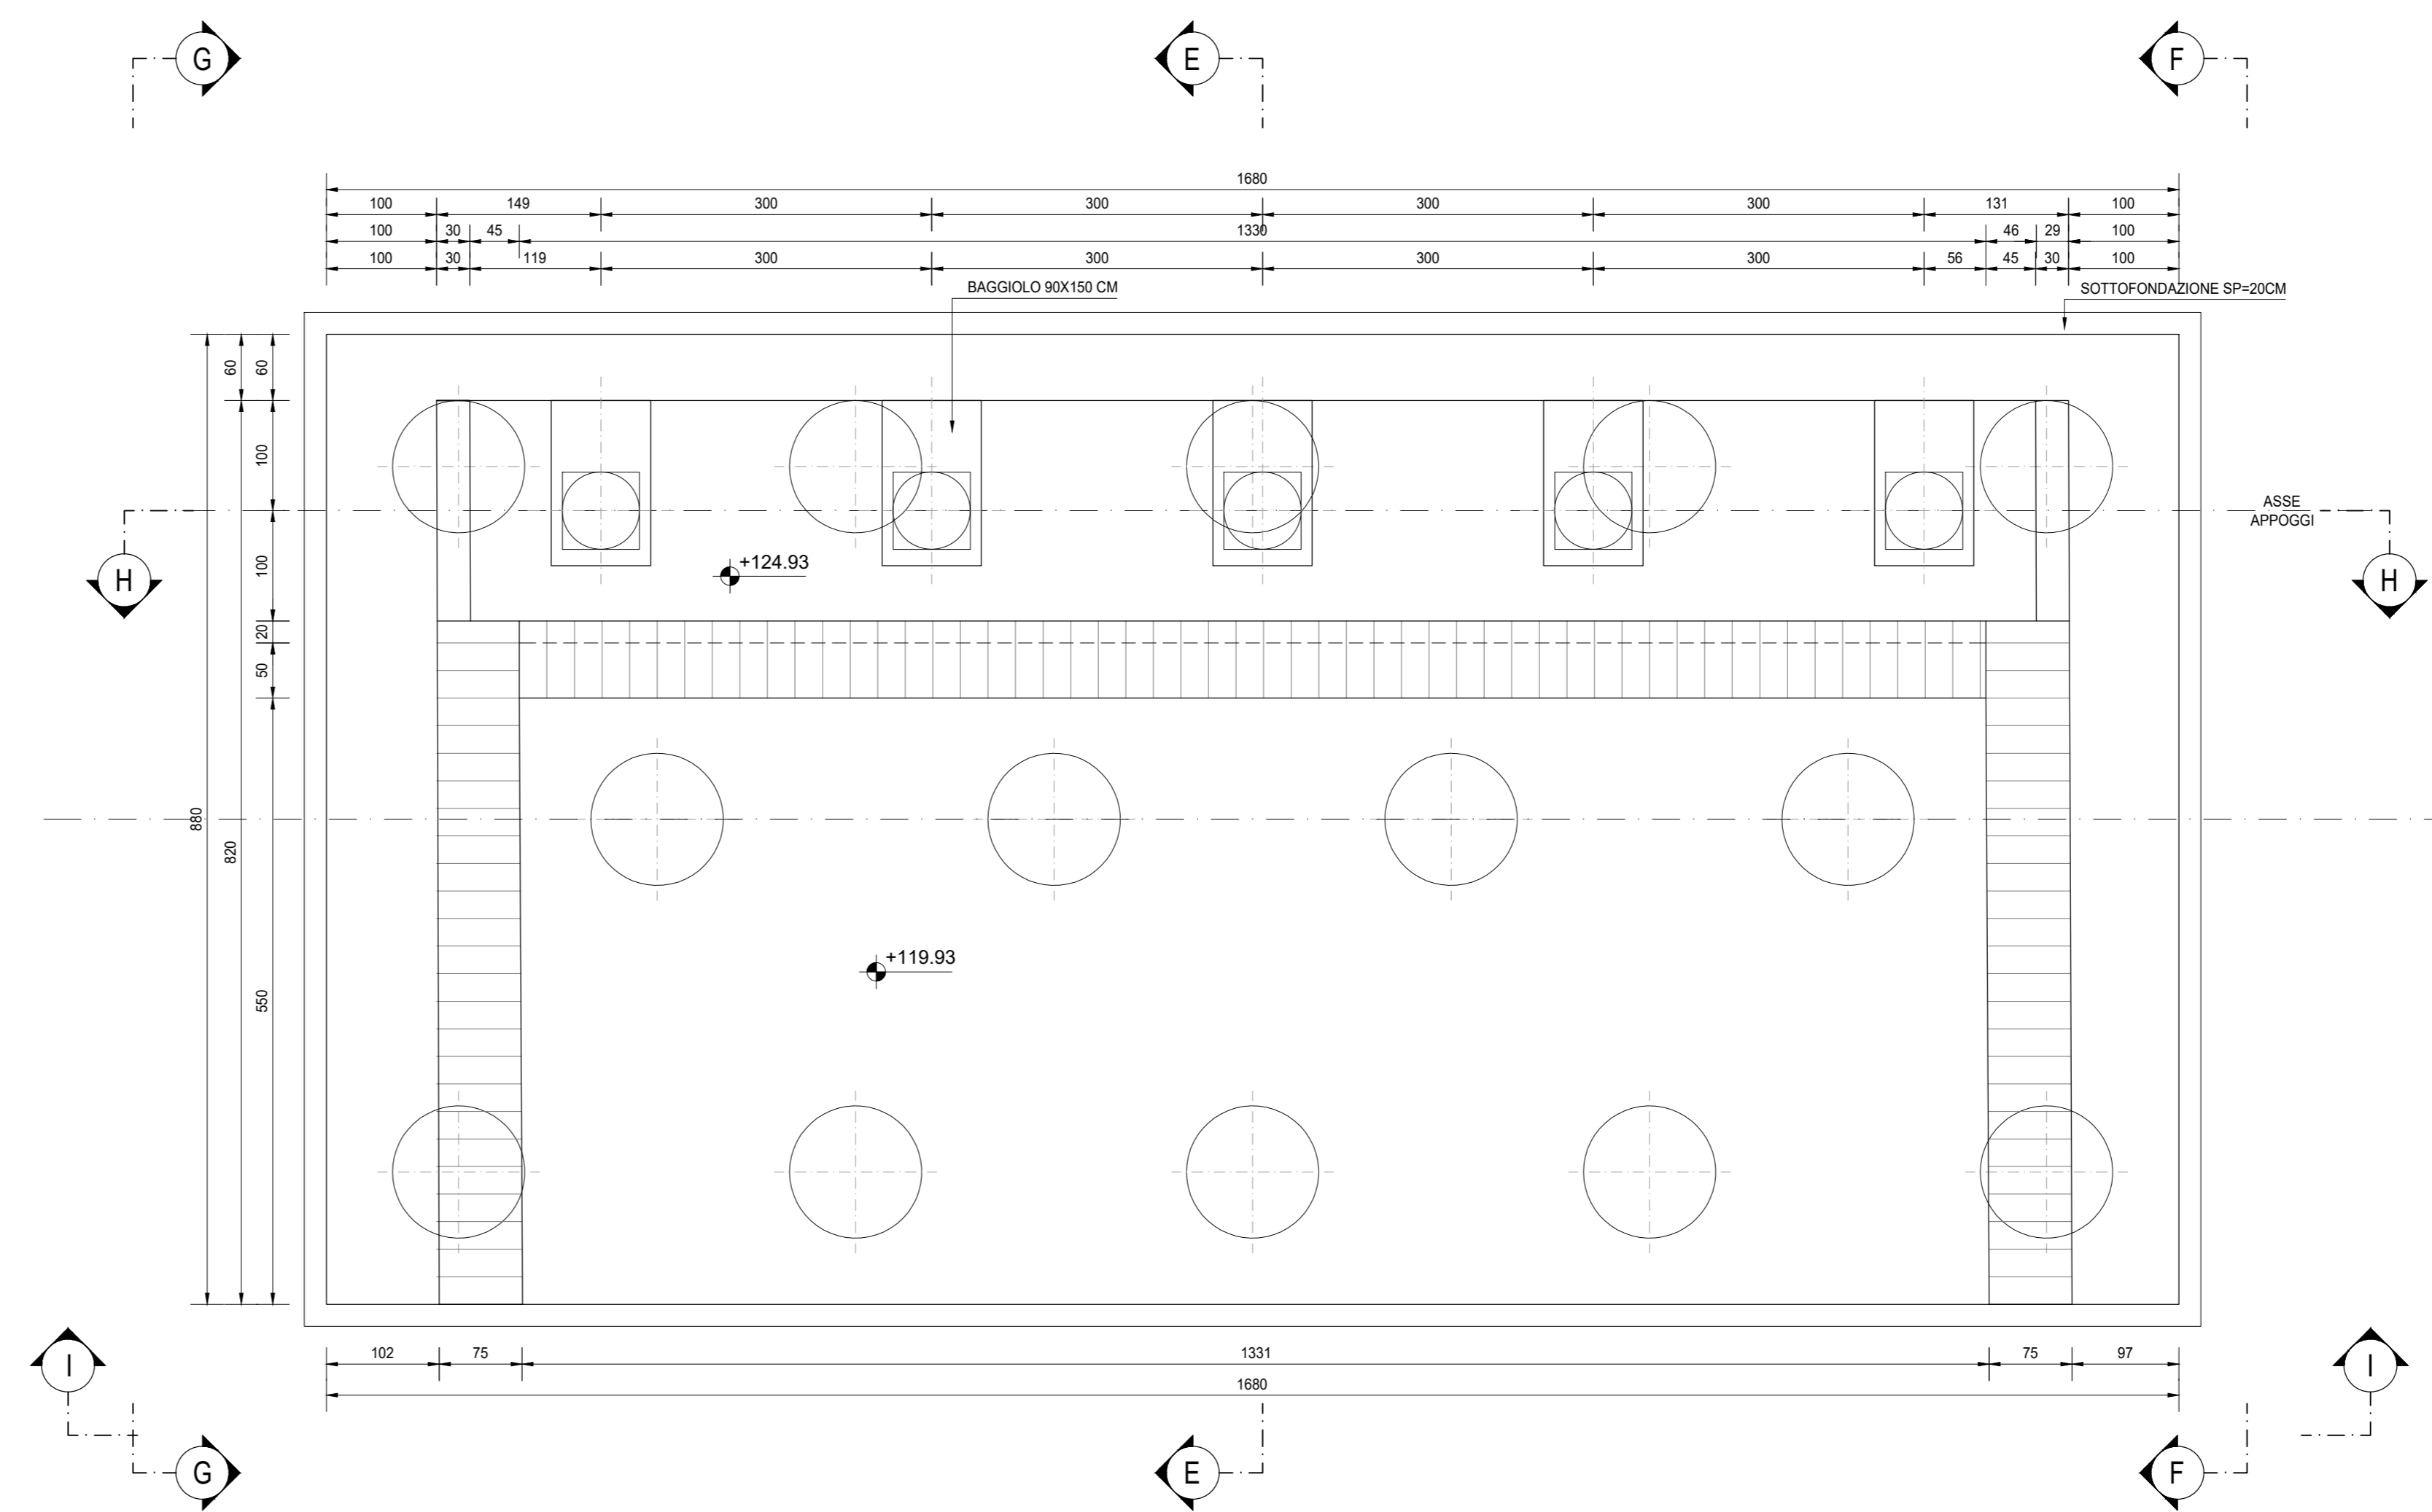 G E F
1680
100 149 300 300 300 300 131 100
100 30 45 1330 46 29 100
100 30 119 300 300 300 300 56 45 30 100
BAGGIOLO 90X150 CM
SOTTOFONDAZIONE SP=20CM
60 60
100
ASSE
APPOGGI
+124.93
100
H H
20
50
880
820
+119.93
550
102 75 1331 75 97
I I
1680
G E F